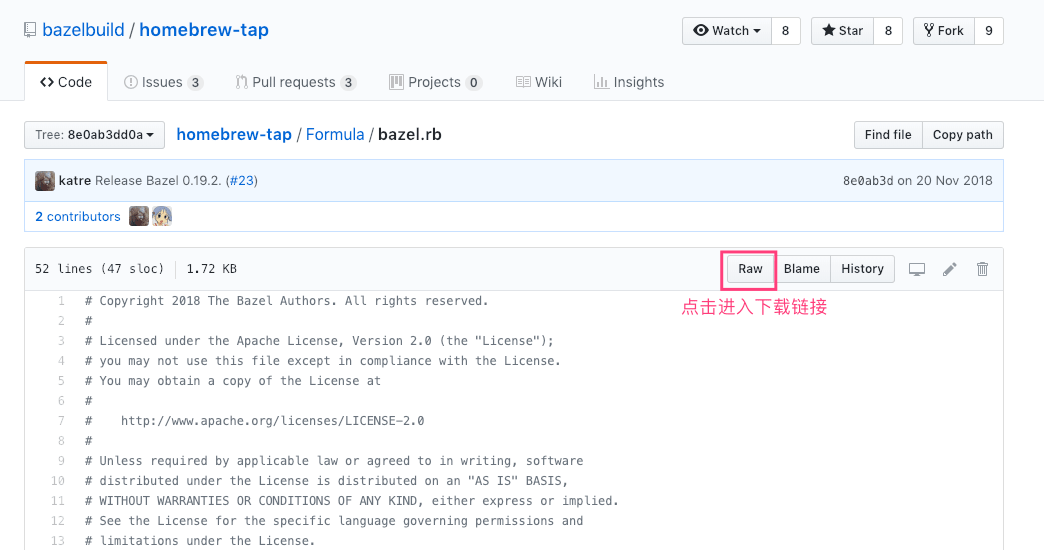 bazelbuild / homebrew-tap
Watch 8 Star 8 Fork 9
Code Issues 3 Pull requests 3 Projects 0 Wiki Insights
Tree: 8e0ab3dd0a homebrew-tap / Formula / bazel.rb Find file Copy path
katre Release Bazel 0.19.2. (#23) 8e0ab3d on 20 Nov 2018
2 contributors
52 lines (47 sloc) 1.72 KB Raw Blame History
点击进入下载链接
1 # Copyright 2018 The Bazel Authors. All rights reserved.
2 #
3 # Licensed under the Apache License, Version 2.0 (the "License");
4 # you may not use this file except in compliance with the License.
5 # You may obtain a copy of the License at
6 #
7 #    http://www.apache.org/licenses/LICENSE-2.0
8 #
9 # Unless required by applicable law or agreed to in writing, software
10 # distributed under the License is distributed on an "AS IS" BASIS,
11 # WITHOUT WARRANTIES OR CONDITIONS OF ANY KIND, either express or implied.
12 # See the License for the specific language governing permissions and
13 # limitations under the License.